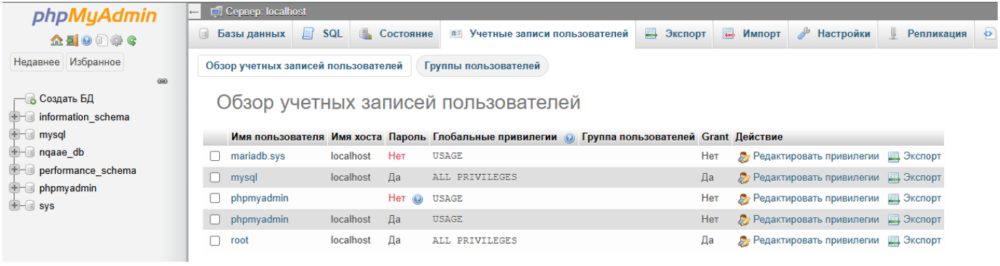 phpMyAdmin
Недавнее Избранное
Создать БД
information_schema
mysql
nqaae_db
performance_schema
phpmyadmin
sys
Сервер: localhost
Базы данных SQL Состояние Учетные записи пользователей Экспорт Импорт Настройки Репликация
Обзор учетных записей пользователей Группы пользователей
Обзор учетных записей пользователей
Имя пользователя Имя хоста Пароль Глобальные привилегии Группа пользователей Grant Действие
mariadb.sys localhost Нет USAGE Нет Редактировать привилегии Экспорт
mysql localhost Да ALL PRIVILEGES Да Редактировать привилегии Экспорт
phpmyadmin Нет USAGE Нет Редактировать привилегии Экспорт
phpmyadmin localhost Да USAGE Нет Редактировать привилегии Экспорт
root localhost Да ALL PRIVILEGES Да Редактировать привилегии Экспорт